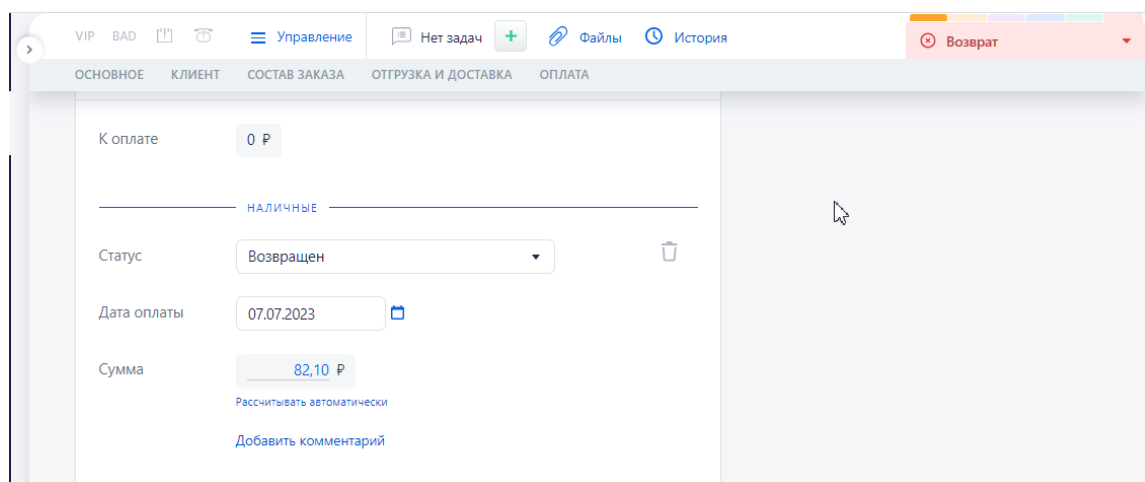 VIP BAD Управление Нет задач + Файлы История Возврат
ОСНОВНОЕ КЛИЕНТ СОСТАВ ЗАКАЗА ОТГРУЗКА И ДОСТАВКА ОПЛАТА
К оплате 0 ₽
НАЛИЧНЫЕ
Статус Возвращен
Дата оплаты 07.07.2023
Сумма 82,10 ₽
Рассчитывать автоматически
Добавить комментарий